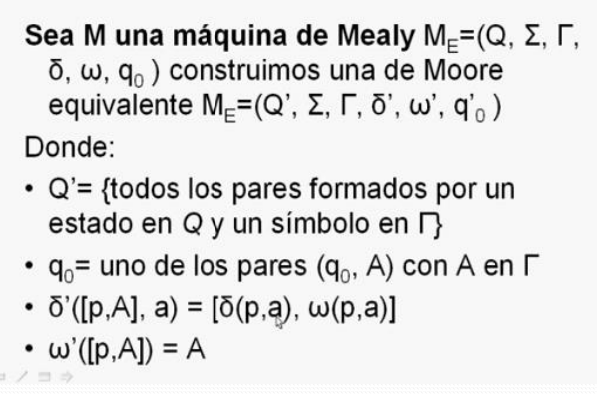 Sea M una máquina de Mealy M_E=(Q, Σ, Γ,
δ, ω, q₀ ) construimos una de Moore
equivalente M_E=(Q’, Σ, Γ, δ’, ω’, q’₀ )
Donde:
• Q’= {todos los pares formados por un
estado en Q y un símbolo en Γ}
• q₀= uno de los pares (q₀, A) con A en Γ
• δ’([p,A], a) = [δ(p,a), ω(p,a)]
• ω’([p,A]) = A